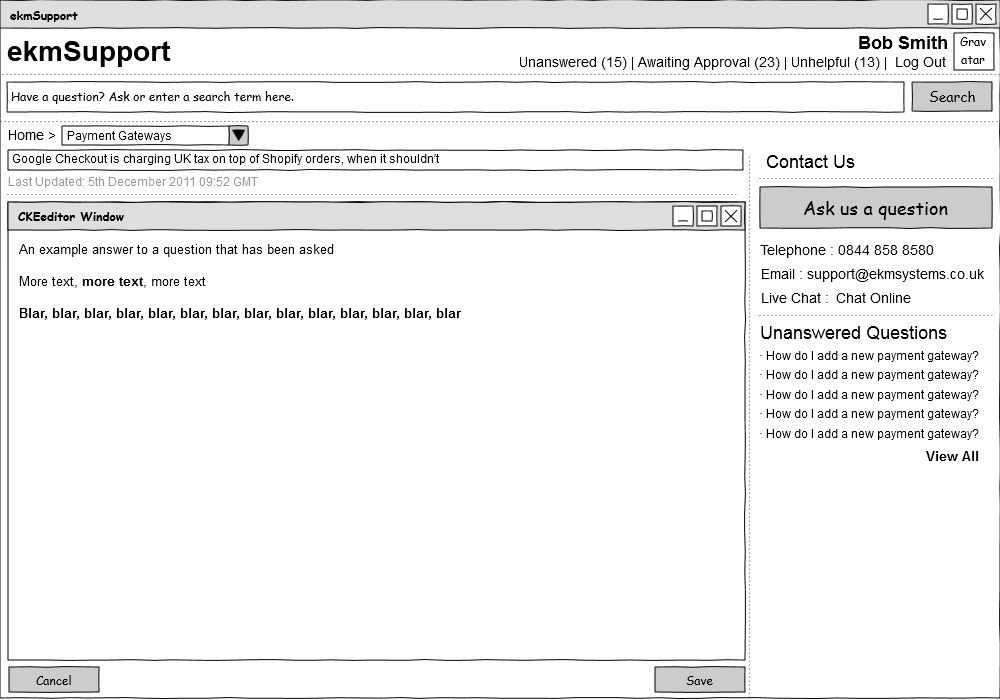 ekmSupport
ekmSupport
Bob Smith
Grav
atar
Unanswered (15) | Awaiting Approval (23) | Unhelpful (13) | Log Out
Have a question? Ask or enter a search term here.
Search
Home > Payment Gateways
Google Checkout is charging UK tax on top of Shopify orders, when it shouldn't
Last Updated: 5th December 2011 09:52 GMT
CKEeditor Window
An example answer to a question that has been asked
More text, more text, more text
Blar, blar, blar, blar, blar, blar, blar, blar, blar, blar, blar, blar, blar, blar
Cancel
Save
Contact Us
Ask us a question
Telephone : 0844 858 8580
Email : support@ekmsystems.co.uk
Live Chat : Chat Online
Unanswered Questions
· How do I add a new payment gateway?
· How do I add a new payment gateway?
· How do I add a new payment gateway?
· How do I add a new payment gateway?
· How do I add a new payment gateway?
View All